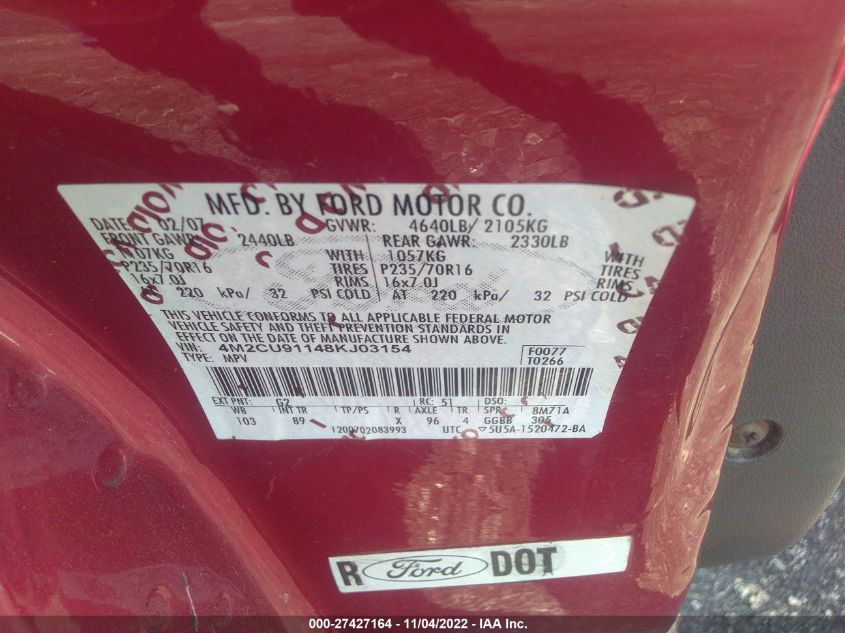 MFD. BY FORD MOTOR CO.
DATE: 02/07 GVWR: 4640LB/ 2105KG
FRONT GAWR: 2440LB REAR GAWR: 2330LB
1107KG WITH 1057KG WITH
P235/70R16 TIRES P235/70R16 TIRES
16x7.0J RIMS 16x7.0J RIMS
AT 220 kPa/ 32 PSI COLD AT 220 kPa/ 32 PSI COLD
THIS VEHICLE CONFORMS TO ALL APPLICABLE FEDERAL MOTOR
VEHICLE SAFETY AND THEFT PREVENTION STANDARDS IN
EFFECT ON THE DATE OF MANUFACTURE SHOWN ABOVE.
VIN: 4M2CU91148KJ03154
TYPE: MPV
F0077
T0266
EXT PNT: G2 RC: 51 DSO:
WB INT TR TP/PS R AXLE TR SPR 8M71A
103 89 X 96 4 GGBB 305
1200702083993 UTC ▽5U5A-1520472-BA
R Ford DOT
000-27427164 - 11/04/2022 - IAA Inc.